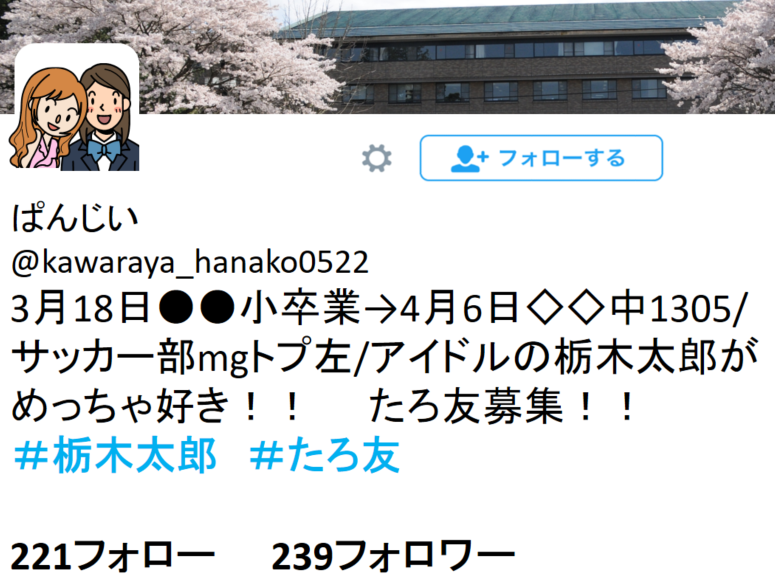 フォローする
ぱんじい
@kawaraya_hanako0522
3月18日●●小卒業→4月6日◇◇中1305/
サッカー部mgトプ左/アイドルの栃木太郎が
めっちゃ好き！！　たろ友募集！！
＃栃木太郎　＃たろ友
221フォロー　239フォロワー